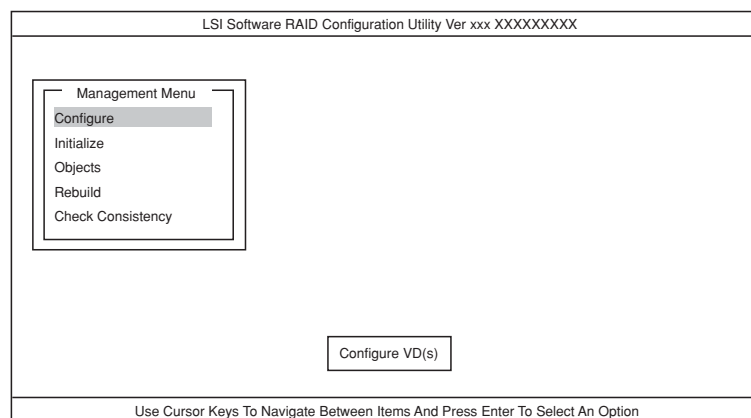 LSI Software RAID Configuration Utility Ver xxx XXXXXXXXX
Management Menu
Configure
Initialize
Objects
Rebuild
Check Consistency
Configure VD(s)
Use Cursor Keys To Navigate Between Items And Press Enter To Select An Option